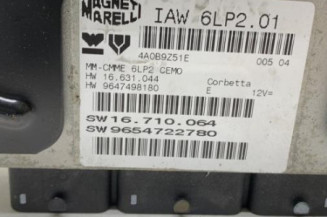 MAGNETI MARELLI
IAW 6LP2.01
4A0B9Z51E
005 04
MM-CMME 6LP2 GEMO
HW 16.631.044
Corbetta
HW 9647498180
E
12V=
SW16.710.064
SW9654722780